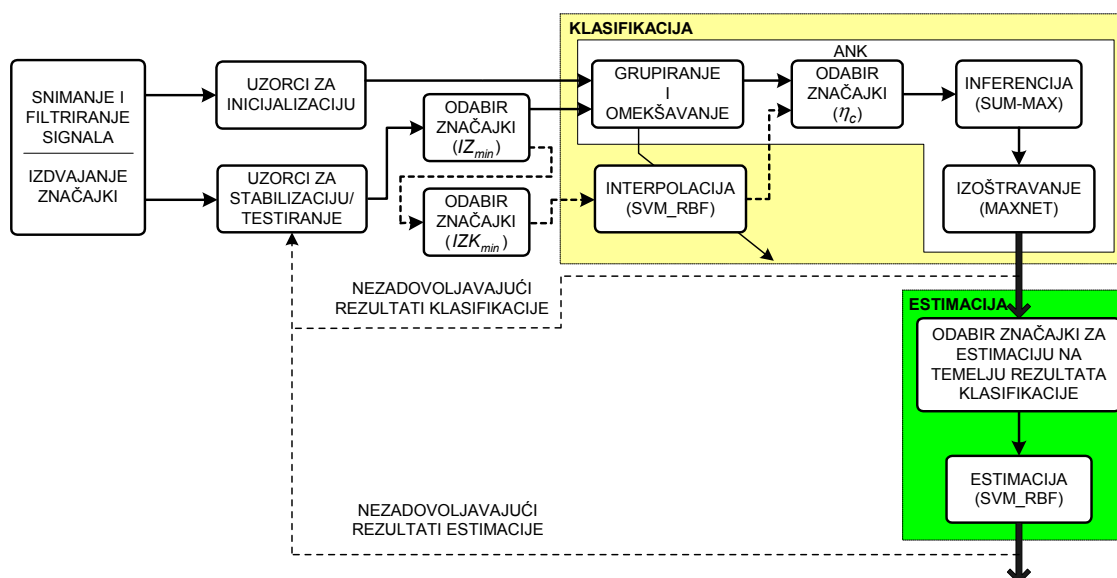 KLASIFIKACIJA
ANK
SNIMANJE I
FILTRIRANJE
SIGNALA
IZDVAJANJE
ZNAČAJKI
UZORCI ZA
INICIJALIZACIJU
UZORCI ZA
STABILIZACIJU/
TESTIRANJE
ODABIR
ZNAČAJKI
(IZmin)
ODABIR
ZNAČAJKI
(IZKmin)
GRUPIRANJE
I
OMEKŠAVANJE
INTERPOLACIJA
(SVM_RBF)
ODABIR
ZNAČAJKI
(ηc)
INFERENCIJA
(SUM-MAX)
IZOŠTRAVANJE
(MAXNET)
NEZADOVOLJAVAJUĆI
REZULTATI KLASIFIKACIJE
ESTIMACIJA
ODABIR ZNAČAJKI ZA
ESTIMACIJU NA
TEMELJU REZULTATA
KLASIFIKACIJE
ESTIMACIJA
(SVM_RBF)
NEZADOVOLJAVAJUĆI
REZULTATI ESTIMACIJE